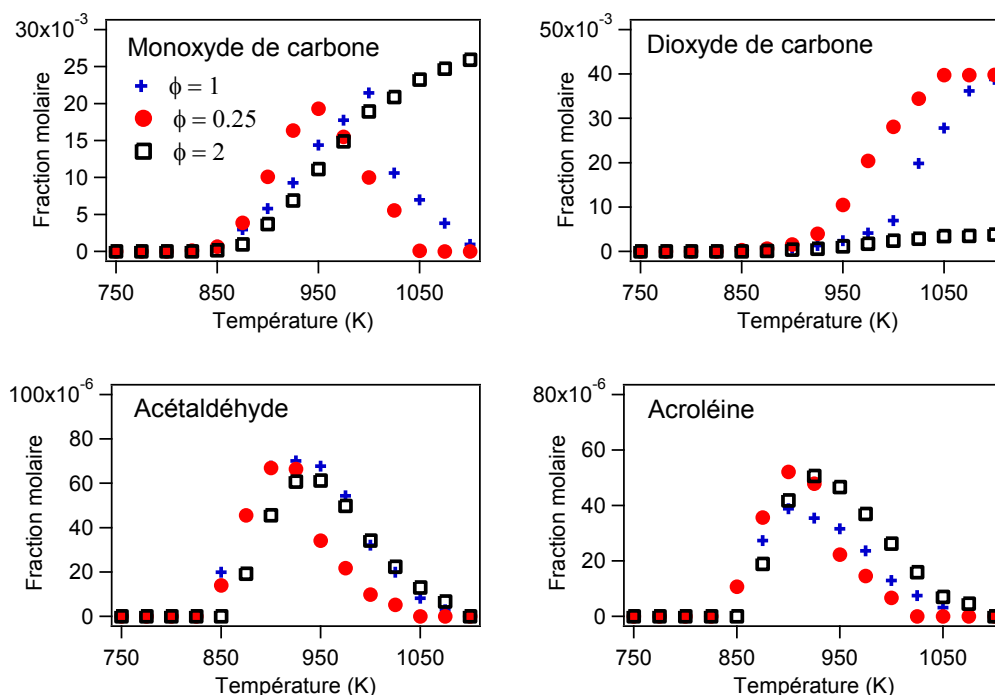 30x10⁻³
Monoxyde de carbone
ϕ = 1
ϕ = 0.25
ϕ = 2
25
20
15
10
5
0
Fraction molaire
750
850
950
1050
Température (K)
50x10⁻³
Dioxyde de carbone
40
30
20
10
0
Fraction molaire
750
850
950
1050
Température (K)
100x10⁻⁶
Acétaldéhyde
80
60
40
20
0
Fraction molaire
750
850
950
1050
Température (K)
80x10⁻⁶
Acroléine
60
40
20
0
Fraction molaire
750
850
950
1050
Température (K)